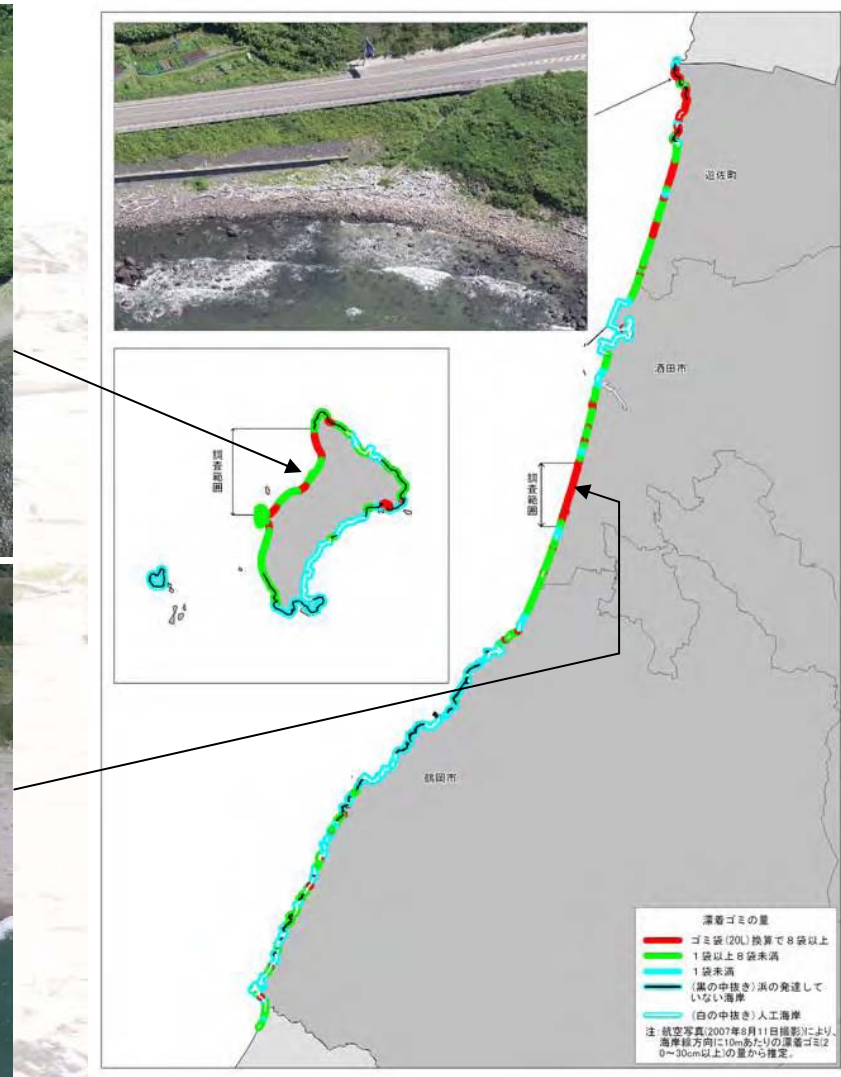 遊佐町
酒田市
調査範囲
調査範囲
鶴岡市
漂着ゴミの量
ゴミ袋(20L)換算で8袋以上
1袋以上8袋未満
1袋未満
(黒の中抜き)浜の発達して
いない海岸
(白の中抜き)人工海岸
注:航空写真(2007年8月11日撮影)により、
海岸線方向に10mあたりの漂着ゴミ(2
0~30cm以上)の量から推定。